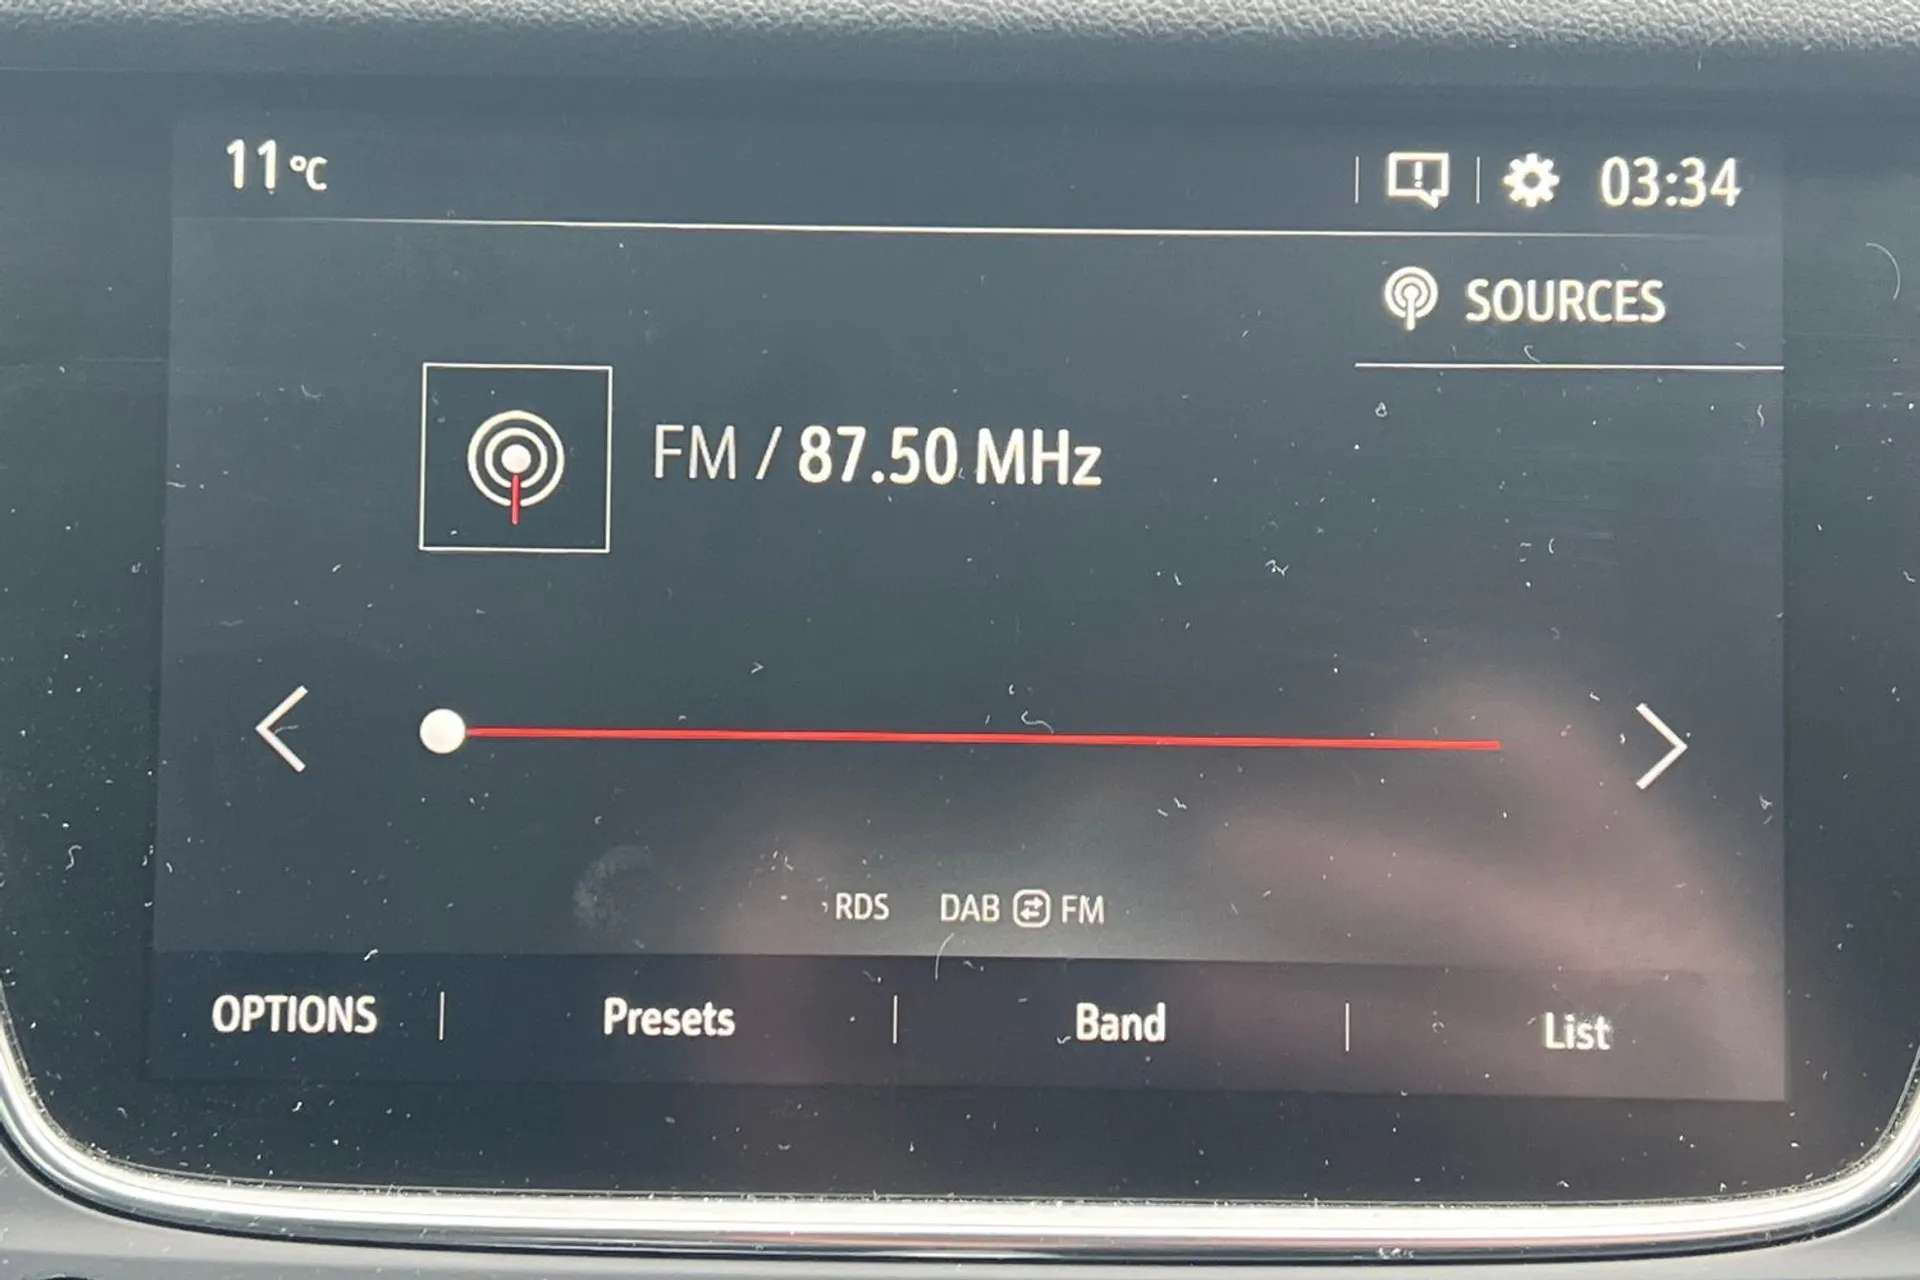 11°C
03:34
SOURCES
FM / 87.50 MHz
RDS DAB FM
OPTIONS Presets Band List